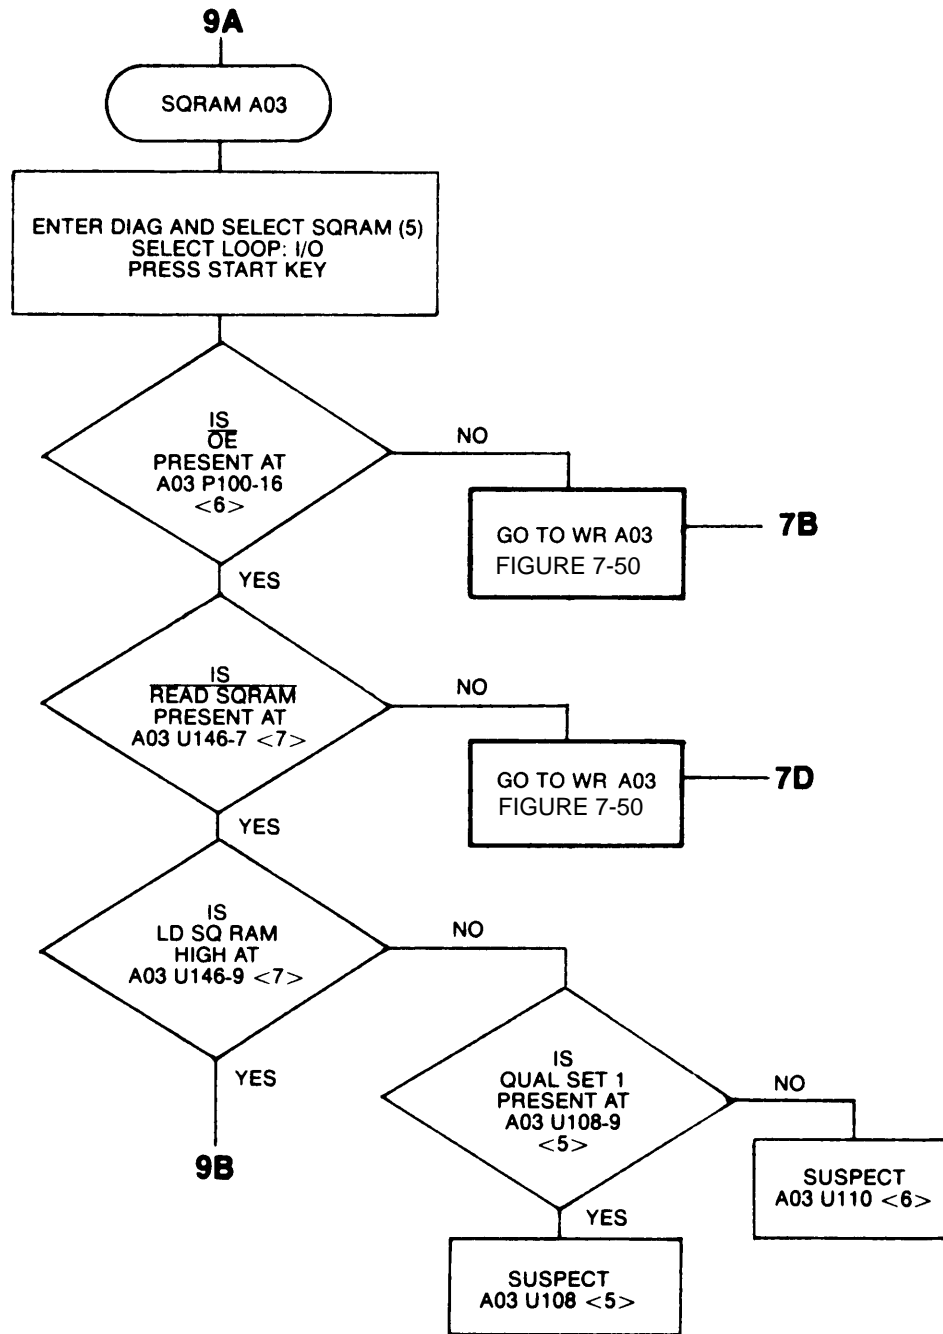 9A
SQRAM A03
ENTER DIAG AND SELECT SQRAM (5)
SELECT LOOP: I/O
PRESS START KEY
IS
OE
PRESENT AT
A03 P100-16
<6>
NO
GO TO WR A03
FIGURE 7-50
7B
YES
IS
READ SQRAM
PRESENT AT
A03 U146-7 <7>
NO
GO TO WR A03
FIGURE 7-50
7D
YES
IS
LD SQ RAM
HIGH AT
A03 U146-9 <7>
NO
YES
9B
IS
QUAL SET 1
PRESENT AT
A03 U108-9
<5>
NO
SUSPECT
A03 U110 <6>
YES
SUSPECT
A03 U108 <5>